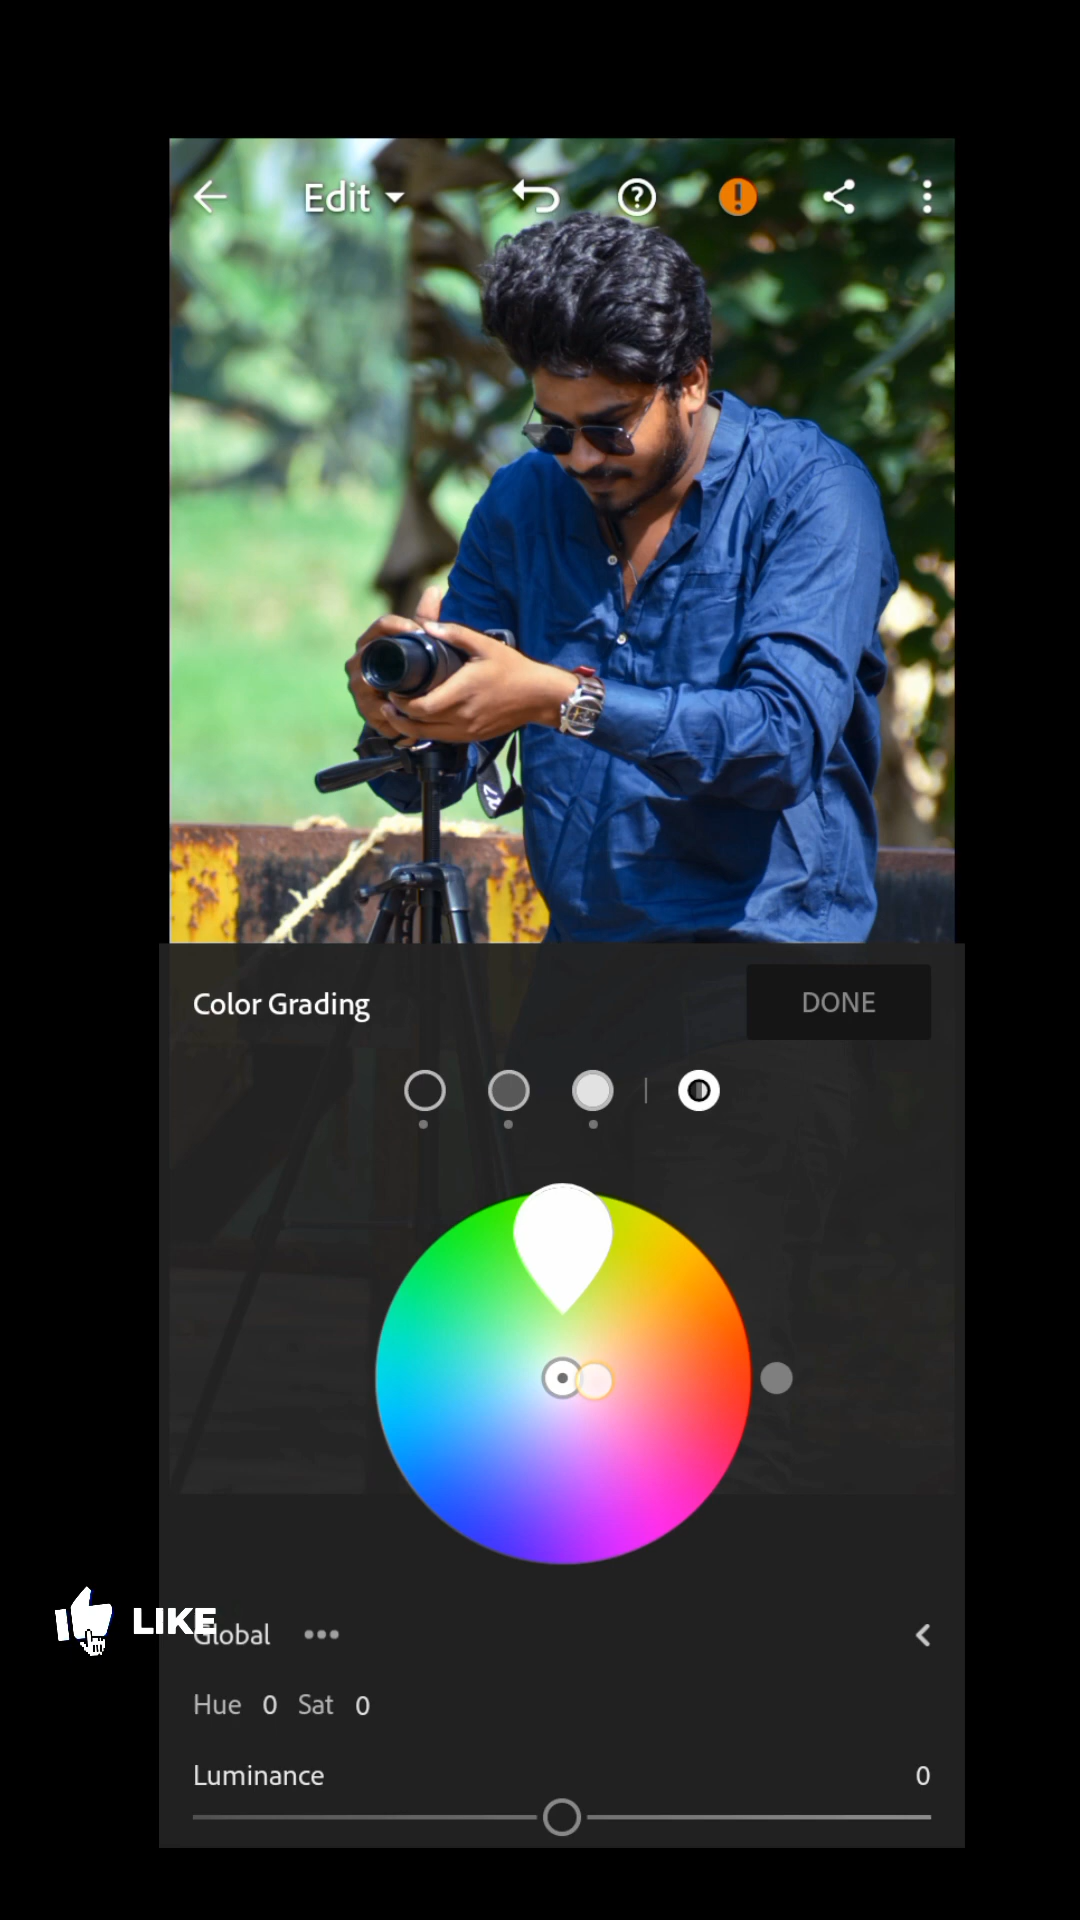 Edit
Color Grading
DONE
LIKE
Global
Hue 0 Sat 0
Luminance 0